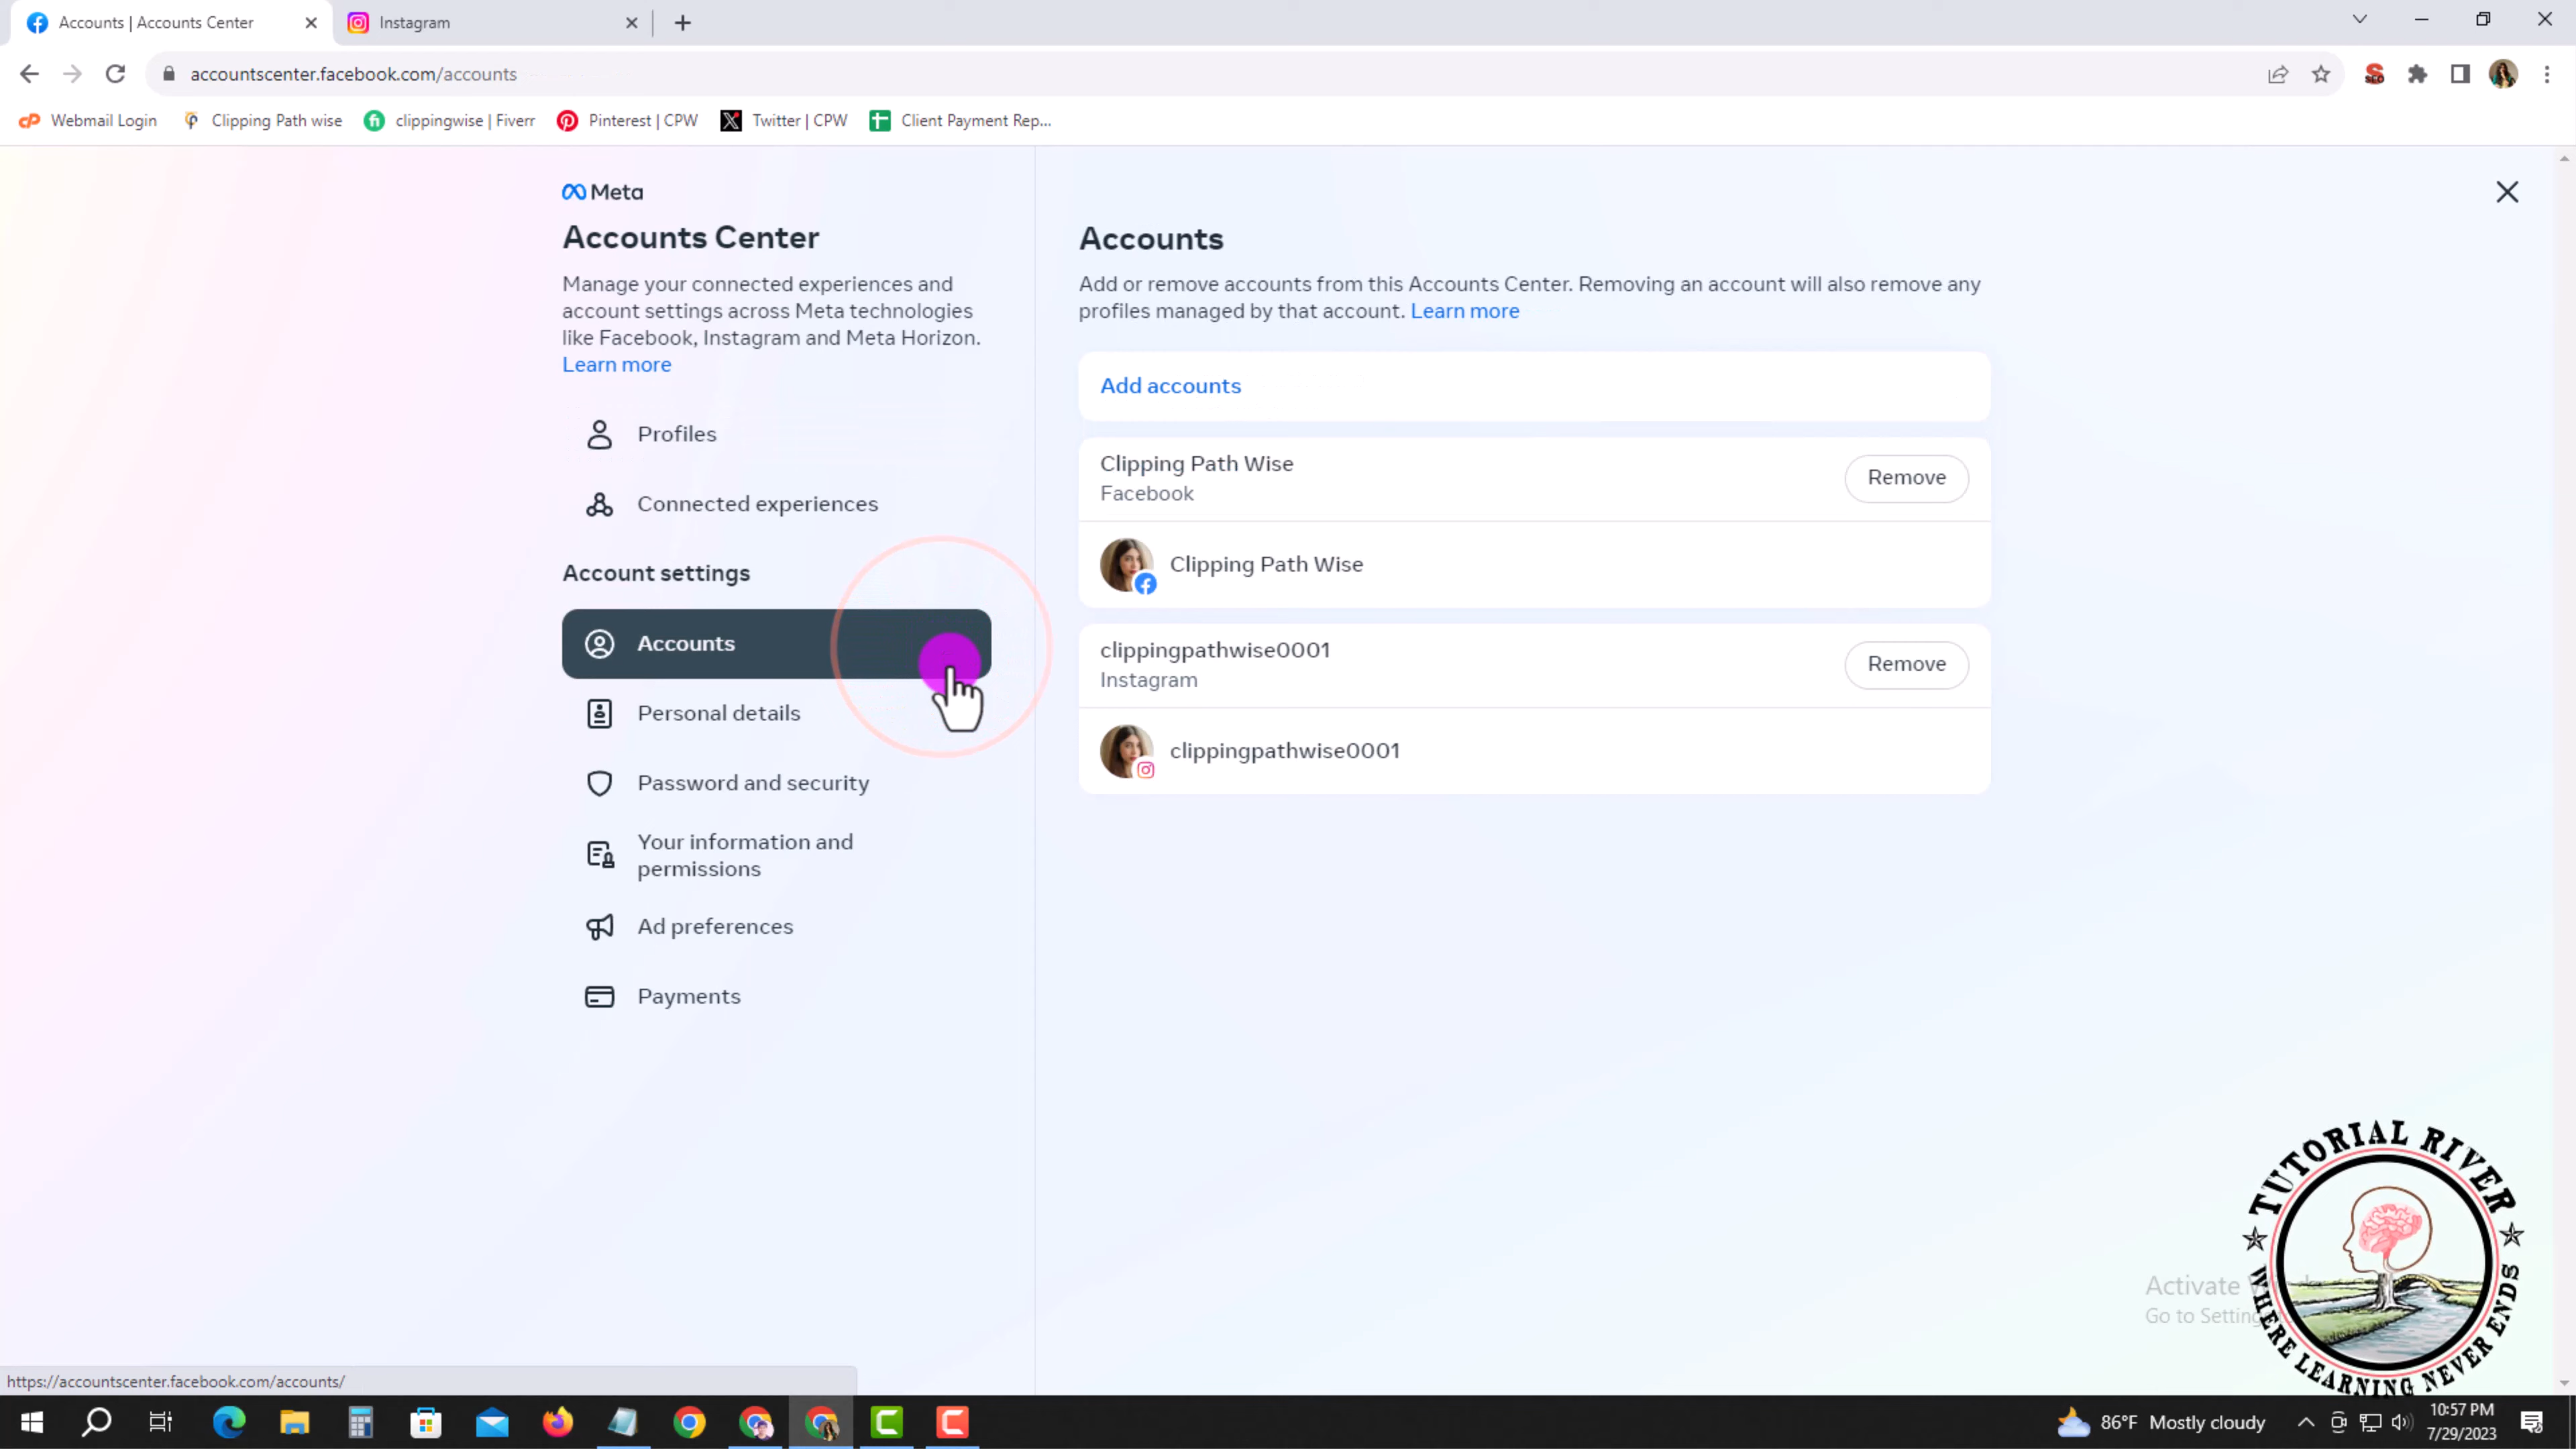 Accounts | Accounts Center
Instagram
accountscenter.facebook.com/accounts
Webmail Login
Clipping Path wise
clippingwise | Fiverr
Pinterest | CPW
Twitter | CPW
Client Payment Rep...
Meta
Accounts Center
Manage your connected experiences and
account settings across Meta technologies
like Facebook, Instagram and Meta Horizon.
Learn more
Profiles
Connected experiences
Account settings
Accounts
Personal details
Password and security
Your information and
permissions
Ad preferences
Payments
Accounts
Add or remove accounts from this Accounts Center. Removing an account will also remove any
profiles managed by that account. Learn more
Add accounts
Clipping Path Wise
Facebook
Remove
Clipping Path Wise
clippingpathwise0001
Instagram
Remove
clippingpathwise0001
TUTORIAL RIVER
WHERE LEARNING NEVER ENDS
Activate
Go to
https://accountscenter.facebook.com/accounts/
86°F Mostly cloudy
10:57 PM
7/29/2023